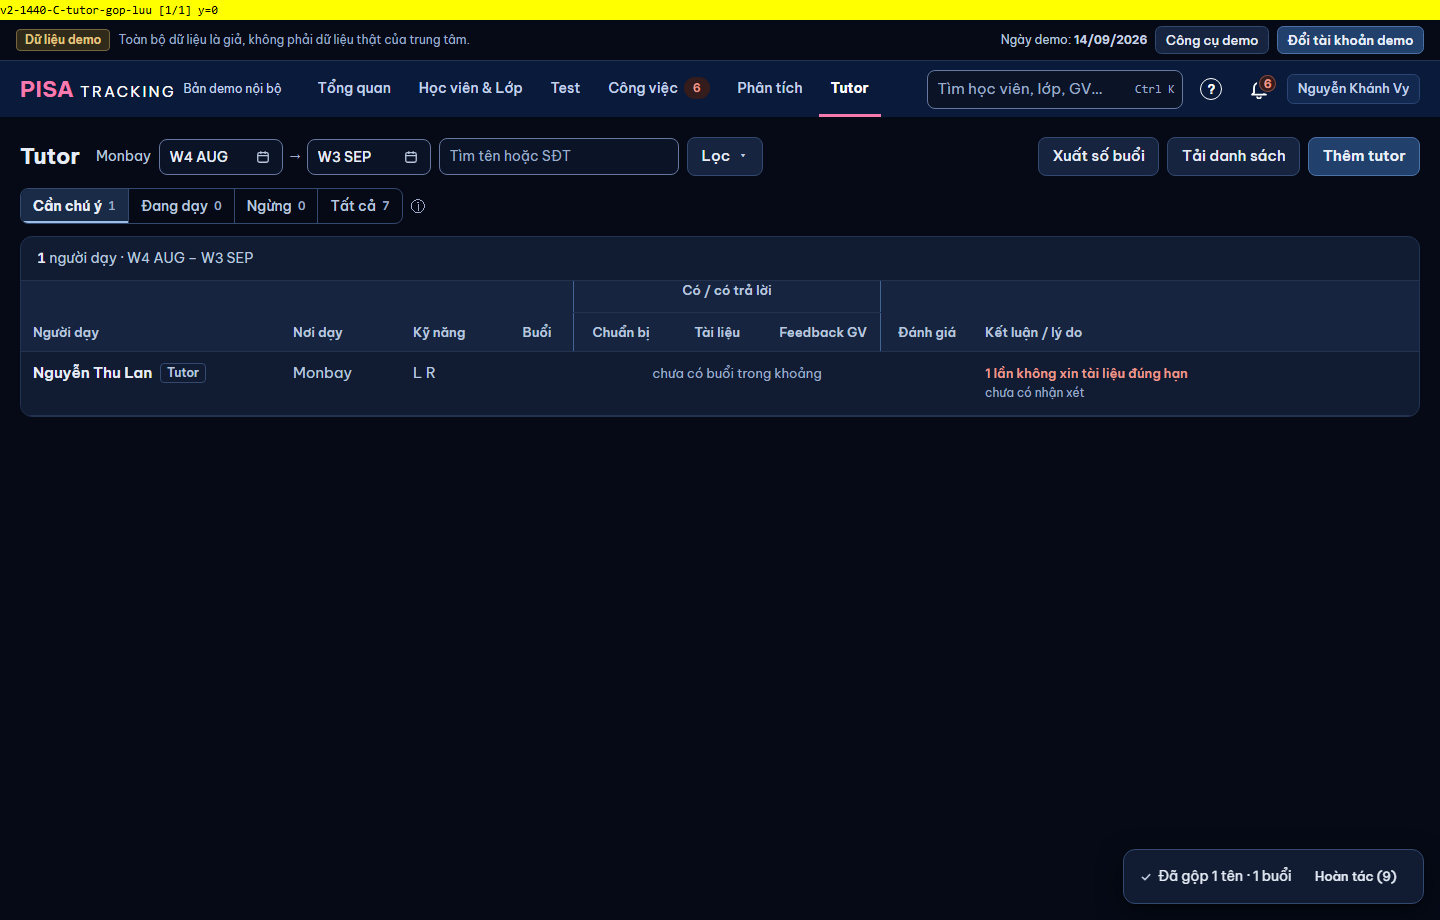 v2-1440-C-tutor-gop-luu [1/1] y=0
Dữ liệu demo Toàn bộ dữ liệu là giả, không phải dữ liệu thật của trung tâm. Ngày demo: 14/09/2026 Công cụ demo Đổi tài khoản demo
PISA TRACKING Bản demo nội bộ Tổng quan Học viên & Lớp Test Công việc 6 Phân tích Tutor Tìm học viên, lớp, GV... Ctrl K ? 6 Nguyễn Khánh Vy
Tutor Monbay W4 AUG → W3 SEP Tìm tên hoặc SĐT Lọc Xuất số buổi Tải danh sách Thêm tutor
Cần chú ý 1 Đang dạy 0 Ngừng 0 Tất cả 7
1 người dạy · W4 AUG – W3 SEP
Có / có trả lời
Người dạy Nơi dạy Kỹ năng Buổi Chuẩn bị Tài liệu Feedback GV Đánh giá Kết luận / lý do
Nguyễn Thu Lan Tutor Monbay L R chưa có buổi trong khoảng 1 lần không xin tài liệu đúng hạn
chưa có nhận xét
Đã gộp 1 tên · 1 buổi Hoàn tác (9)